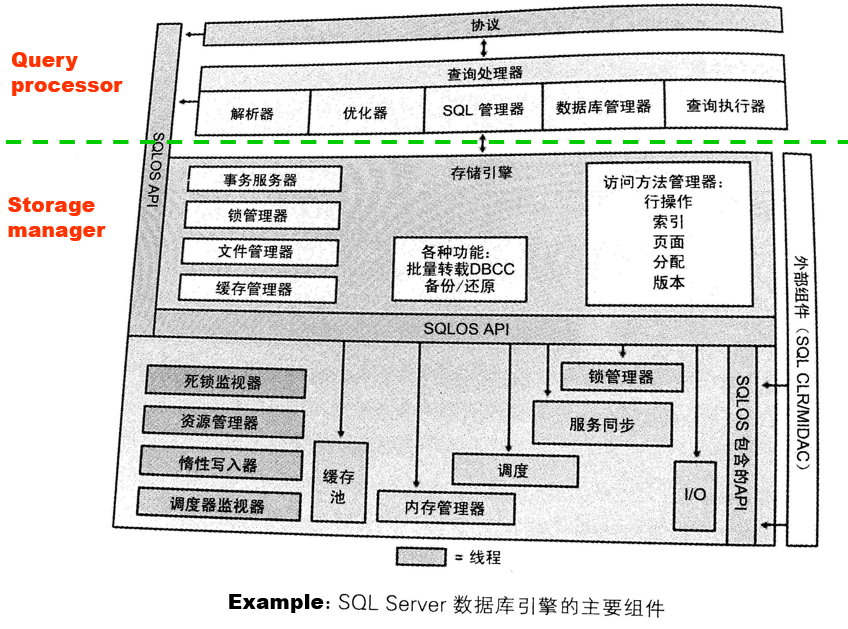 协议
Query
processor
查询处理器
解析器
优化器
SQL 管理器
数据库管理器
查询执行器
SQLOS API
Storage
manager
存储引擎
事务服务器
锁管理器
文件管理器
缓存管理器
各种功能:
批量转载DBCC
备份/还原
访问方法管理器:
行操作
索引
页面
分配
版本
外部组件(SQL CLR/MIDAC)
SQLOS API
死锁监视器
资源管理器
惰性写入器
调度器监视器
缓存
池
内存管理器
调度
服务同步
锁管理器
I/O
SQLOS 包含的API
= 线程
Example: SQL Server 数据库引擎的主要组件